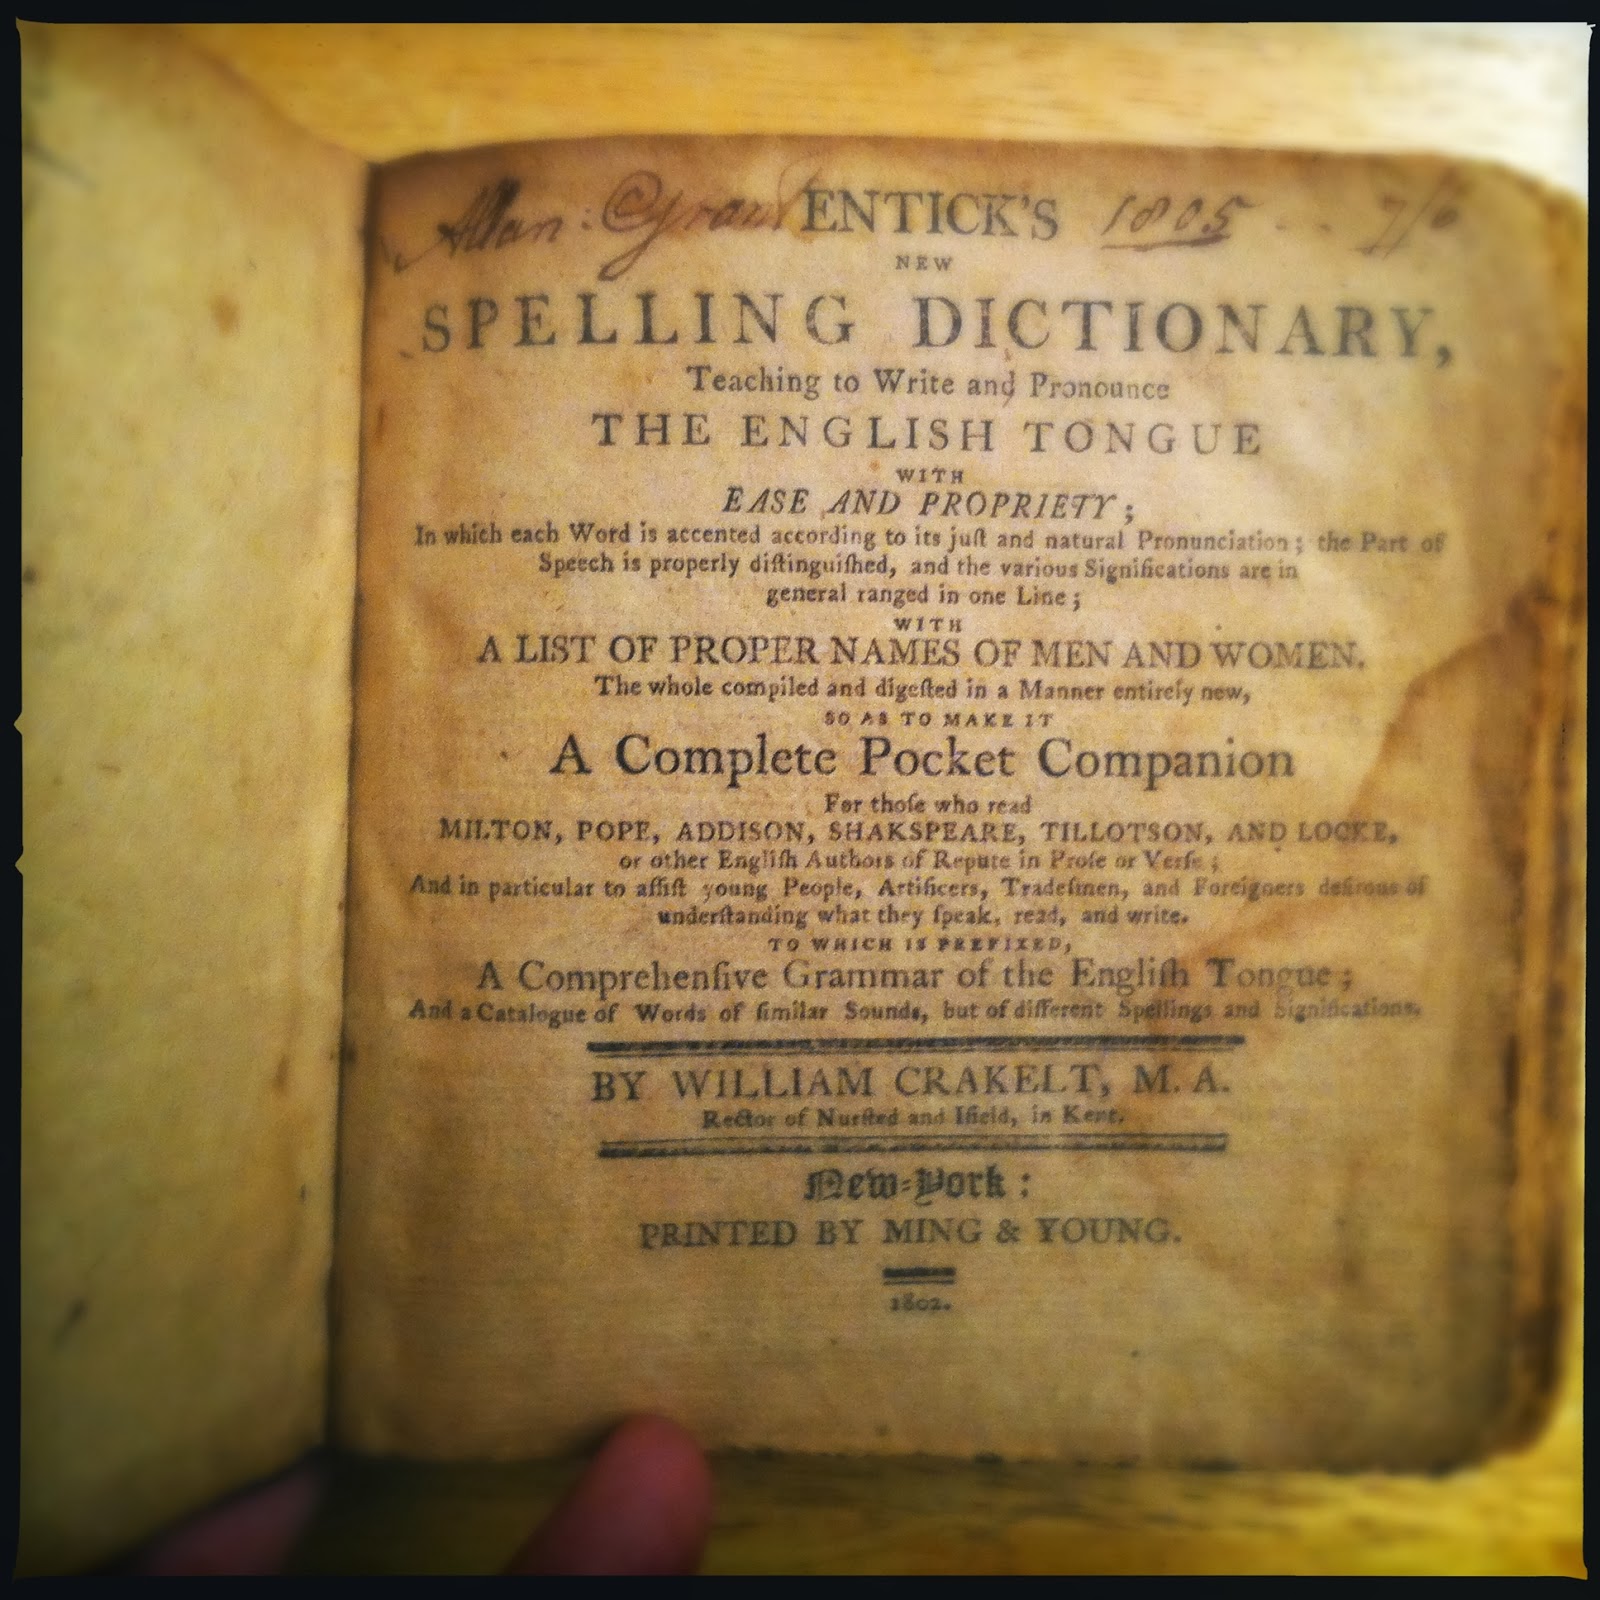 Allan: Grant ENTICK'S 1805 .. 7/6
NEW
SPELLING DICTIONARY,
Teaching to Write and Pronounce
THE ENGLISH TONGUE
WITH
EASE AND PROPRIETY;
In which each Word is accented according to its juſt and natural Pronunciation; the Part of
Speech is properly diſtinguiſhed, and the various Significations are in
general ranged in one Line;
WITH
A LIST OF PROPER NAMES OF MEN AND WOMEN.
The whole compiled and digeſted in a Manner entirely new,
SO AS TO MAKE IT
A Complete Pocket Companion
For thoſe who read
MILTON, POPE, ADDISON, SHAKSPEARE, TILLOTSON, AND LOCKE,
or other Engliſh Authors of Repute in Proſe or Verſe;
And in particular to aſſiſt young People, Artificers, Tradeſmen, and Foreigners deſirous of
underſtanding what they ſpeak, read, and write.
TO WHICH IS PREFIXED,
A Comprehenſive Grammar of the Engliſh Tongue;
And a Catalogue of Words of ſimilar Sounds, but of different Spellings and Significations.
BY WILLIAM CRAKELT, M. A.
Rector of Nurſted and Ifield, in Kent.
New-York:
PRINTED BY MING & YOUNG.
1802.